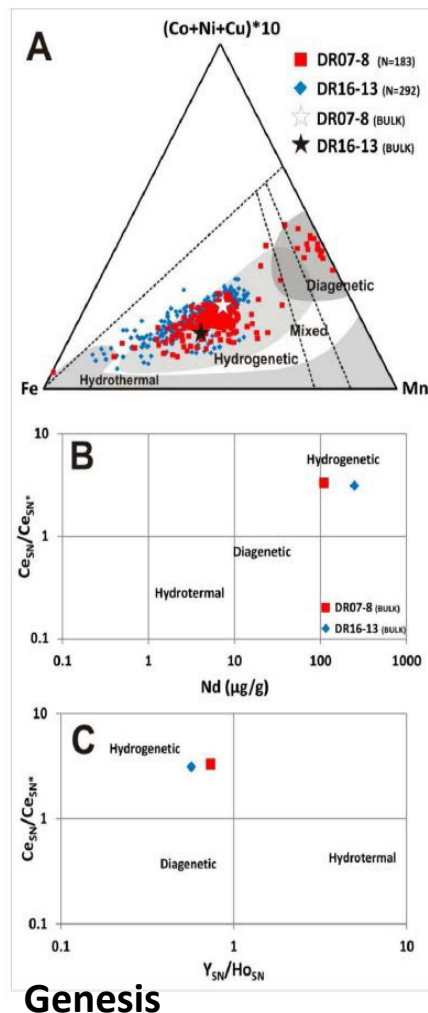 A
(Co+Ni+Cu)*10
DR07-8 (N=183)
DR16-13 (N=292)
DR07-8 (BULK)
DR16-13 (BULK)
Diagenetic
Mixed
Hydrogenetic
Hydrothermal
Fe
Mn
B
10
Hydrogenetic
CeSN/CeSN*
1
Diagenetic
Hydrotermal
DR07-8 (BULK)
DR16-13 (BULK)
0.1
0.1 1 10 100 1000
Nd (µg/g)
C
10
Hydrogenetic
CeSN/CeSN*
1
Diagenetic
Hydrotermal
0.1
0.1 1 10
YSN/HoSN
Genesis